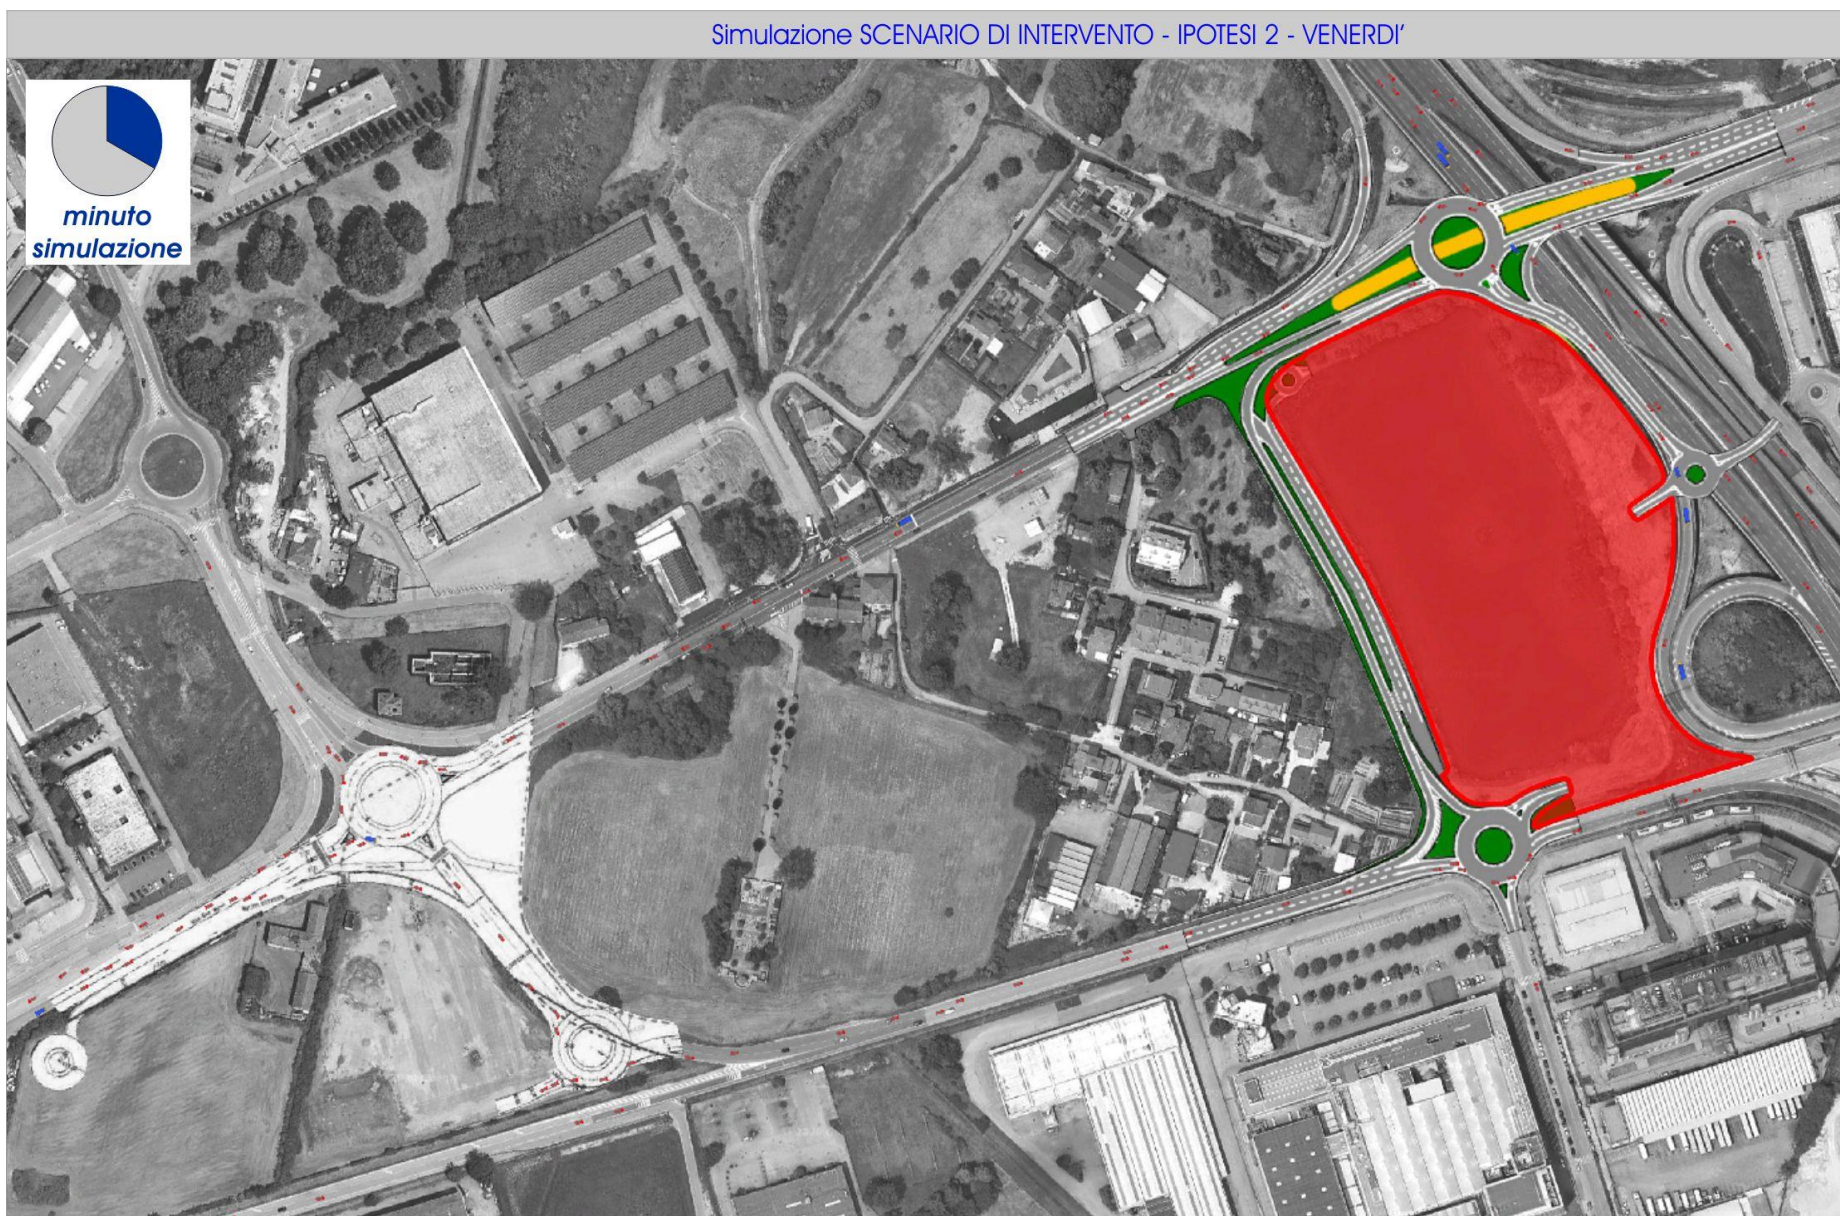 Simulazione SCENARIO DI INTERVENTO - IPOTESI 2 - VENERDI'
minuto
simulazione